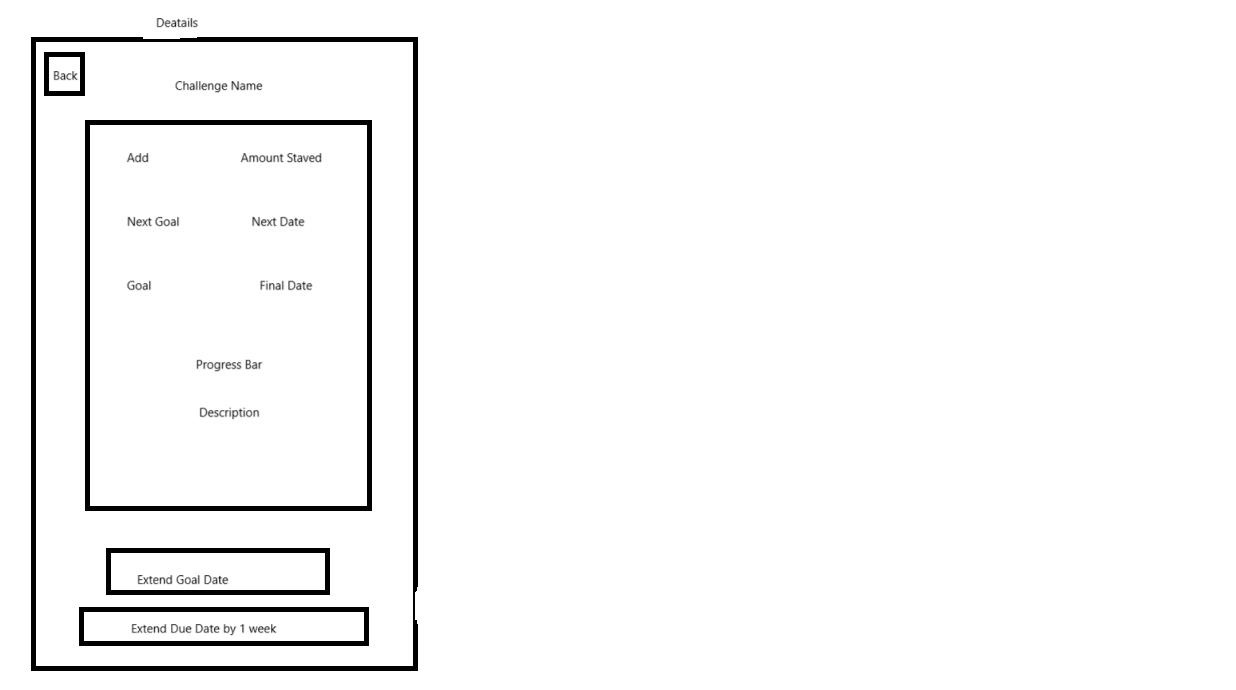 Deatails
Back
Challenge Name
Add Amount Staved
Next Goal Next Date
Goal Final Date
Progress Bar
Description
Extend Goal Date
Extend Due Date by 1 week